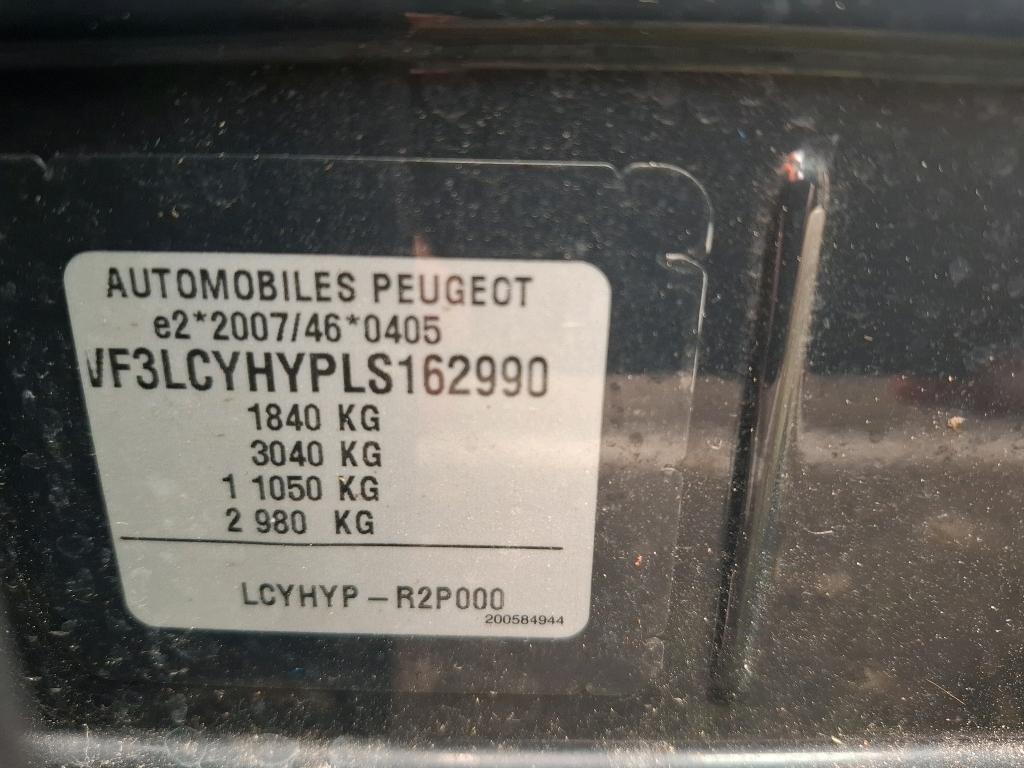 AUTOMOBILES PEUGEOT
e2*2007/46*0405
VF3LCYHYPLS162990
1840 KG
3040 KG
1 1050 KG
2 980 KG
LCYHYP - R2P000
200584944